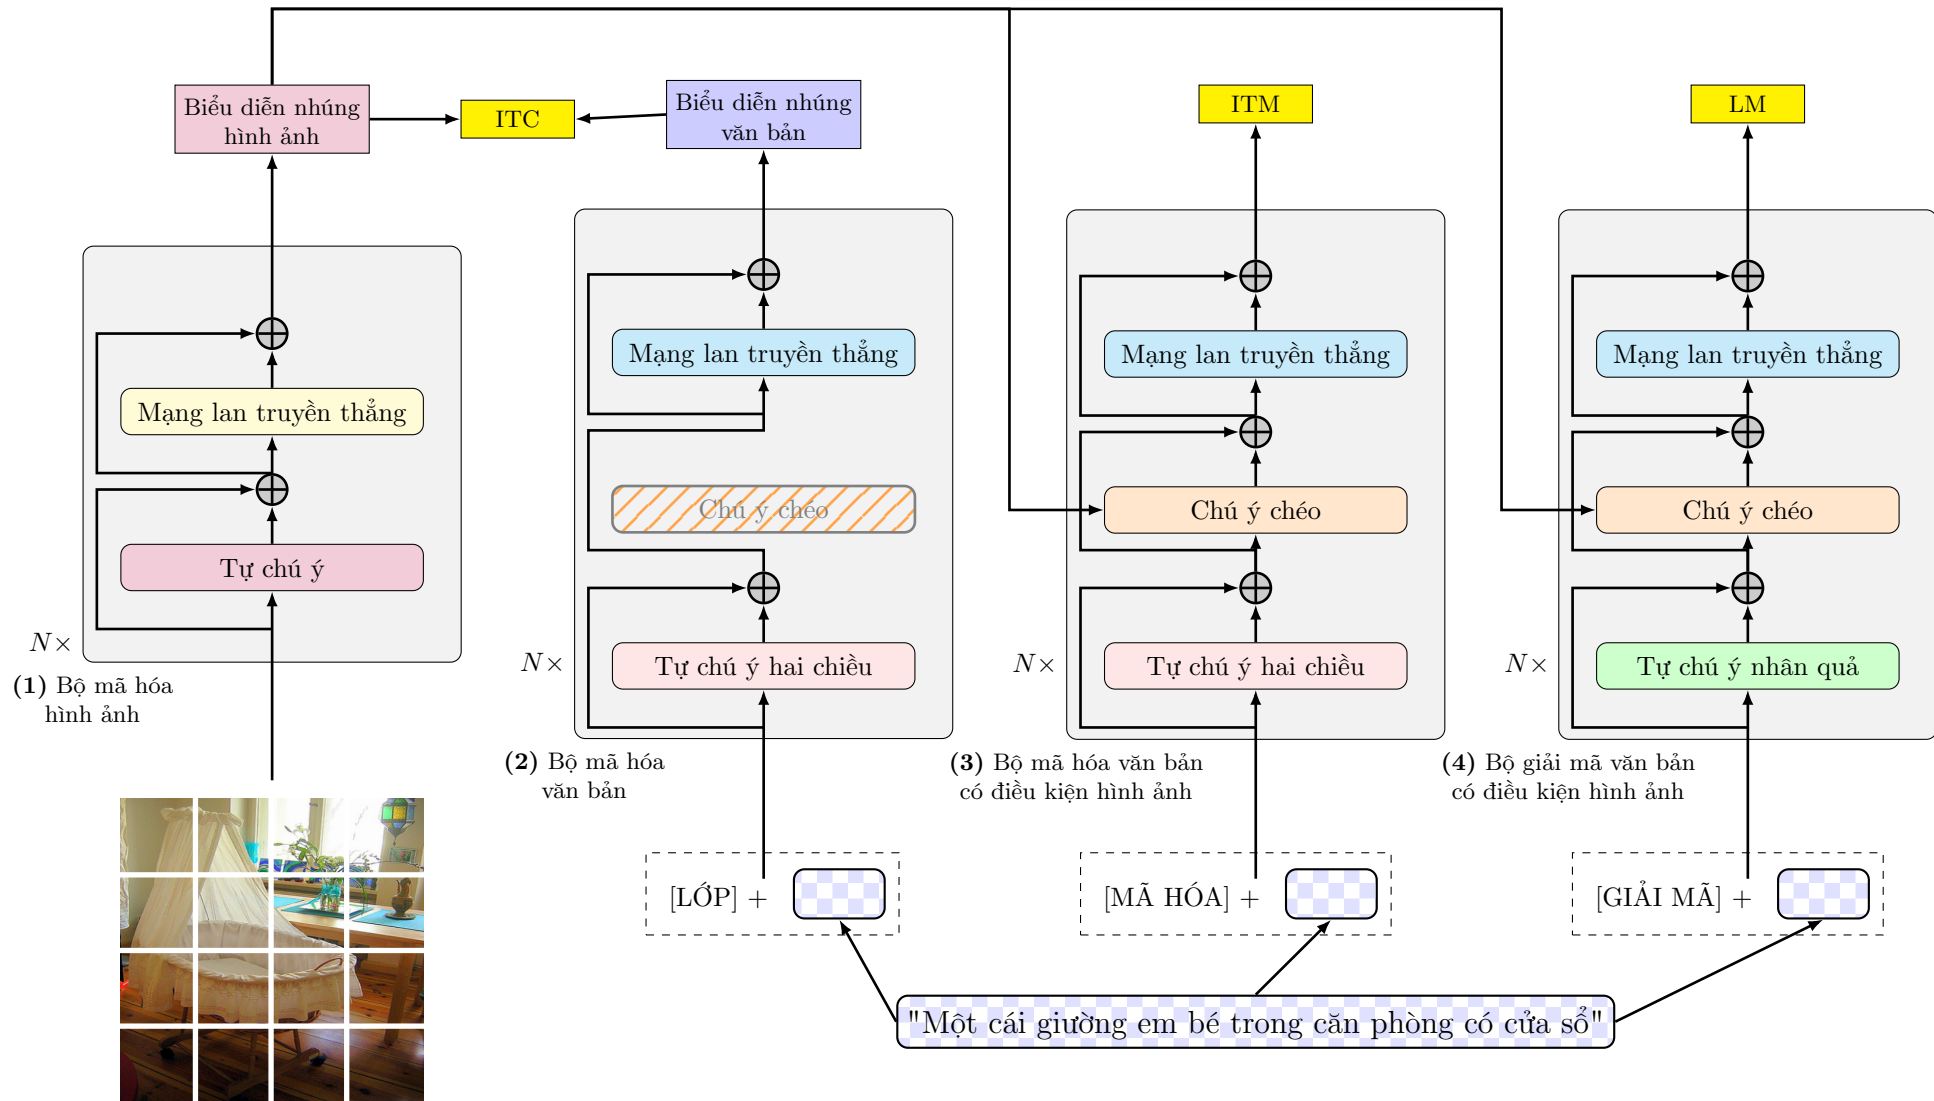 Biểu diễn nhúng
hình ảnh
ITC
Biểu diễn nhúng
văn bản
ITM
LM
Mạng lan truyền thẳng
Tự chú ý
N×
(1) Bộ mã hóa
hình ảnh
Mạng lan truyền thẳng
Chú ý chéo
Tự chú ý hai chiều
N×
(2) Bộ mã hóa
văn bản
Mạng lan truyền thẳng
Chú ý chéo
Tự chú ý hai chiều
N×
(3) Bộ mã hóa văn bản
có điều kiện hình ảnh
Mạng lan truyền thẳng
Chú ý chéo
Tự chú ý nhân quả
N×
(4) Bộ giải mã văn bản
có điều kiện hình ảnh
[LỚP] +
[MÃ HÓA] +
[GIẢI MÃ] +
"Một cái giường em bé trong căn phòng có cửa sổ"